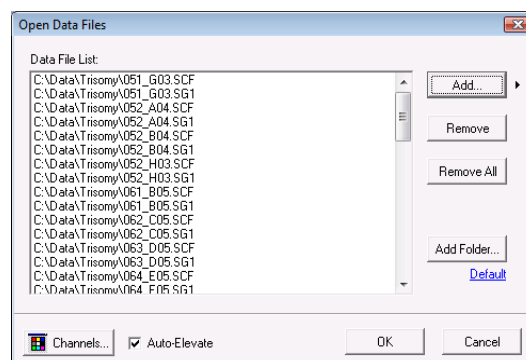 Open Data Files
Data File List:
C:\Data\Trisomy\051_G03.SCF
C:\Data\Trisomy\051_G03.SG1
C:\Data\Trisomy\052_A04.SCF
C:\Data\Trisomy\052_A04.SG1
C:\Data\Trisomy\052_B04.SCF
C:\Data\Trisomy\052_B04.SG1
C:\Data\Trisomy\052_H03.SCF
C:\Data\Trisomy\052_H03.SG1
C:\Data\Trisomy\061_B05.SCF
C:\Data\Trisomy\061_B05.SG1
C:\Data\Trisomy\062_C05.SCF
C:\Data\Trisomy\062_C05.SG1
C:\Data\Trisomy\063_D05.SCF
C:\Data\Trisomy\063_D05.SG1
C:\Data\Trisomy\064_E05.SCF
C:\Data\Trisomy\064_E05.SG1
Add...
Remove
Remove All
Add Folder...
Default
Channels...
Auto-Elevate
OK
Cancel